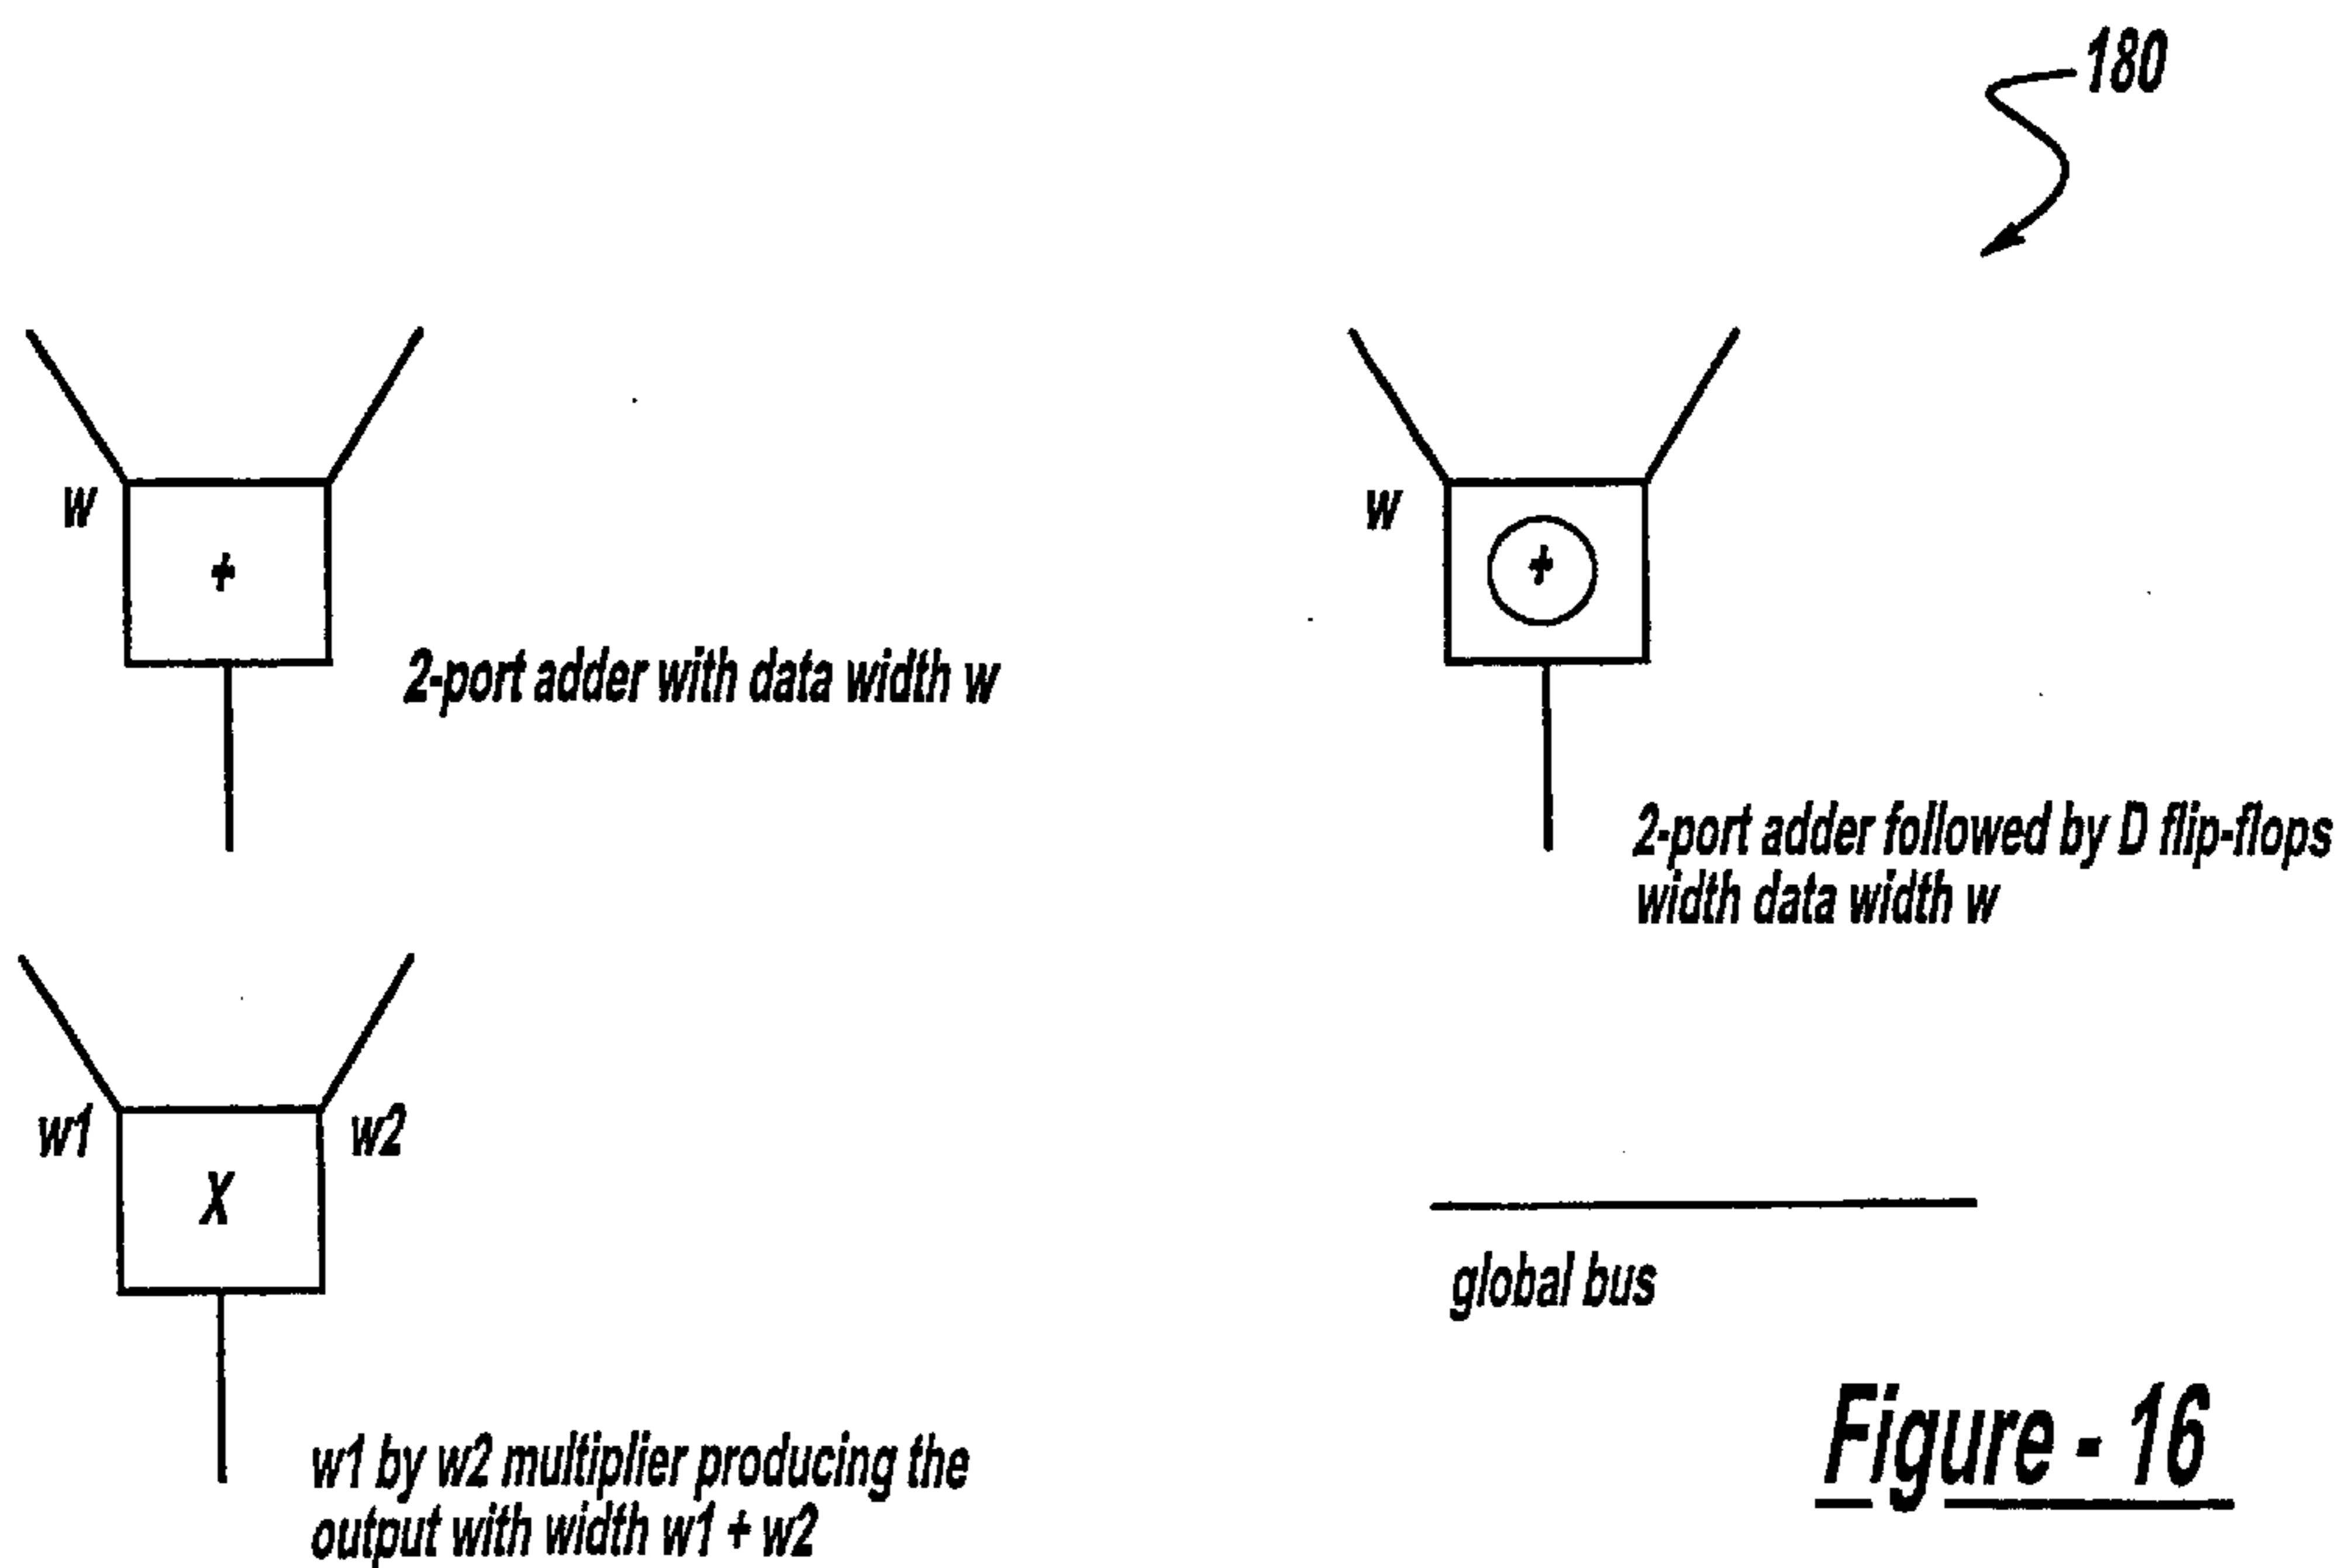 180
w
+
2-port adder with data width w
w
+
2-port adder followed by D flip-flops
width data width w
w1
w2
X
w1 by w2 multiplier producing the
output with width w1 + w2
global bus
Figure - 16